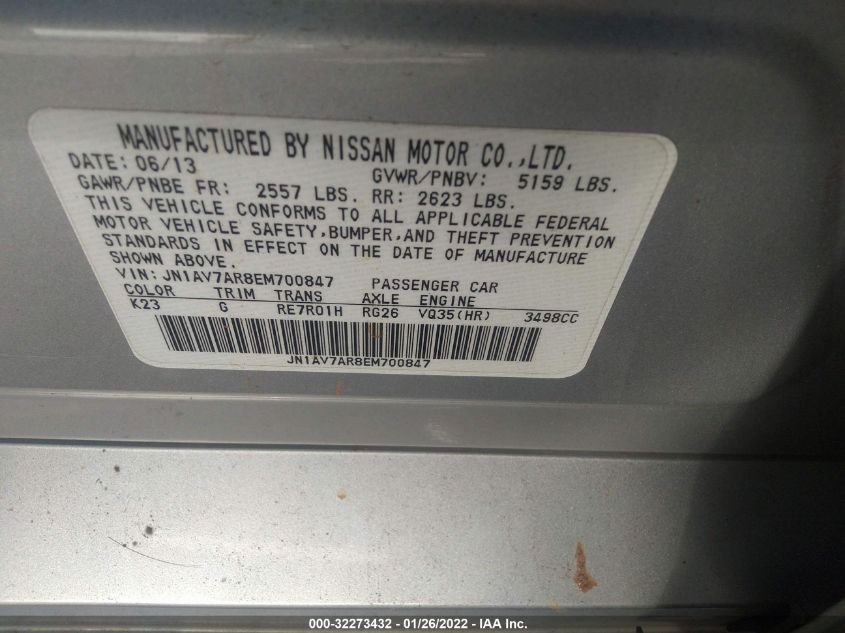 MANUFACTURED BY NISSAN MOTOR CO.,LTD.
DATE: 06/13 GVWR/PNBV: 5159 LBS.
GAWR/PNBE FR: 2557 LBS. RR: 2623 LBS.
THIS VEHICLE CONFORMS TO ALL APPLICABLE FEDERAL
MOTOR VEHICLE SAFETY,BUMPER,AND THEFT PREVENTION
STANDARDS IN EFFECT ON THE DATE OF MANUFACTURE
SHOWN ABOVE.
VIN: JN1AV7AR8EM700847 PASSENGER CAR
COLOR TRIM TRANS AXLE ENGINE
K23 G RE7R01H RG26 VQ35(HR) 3498CC
JN1AV7AR8EM700847
000-32273432 - 01/26/2022 - IAA Inc.